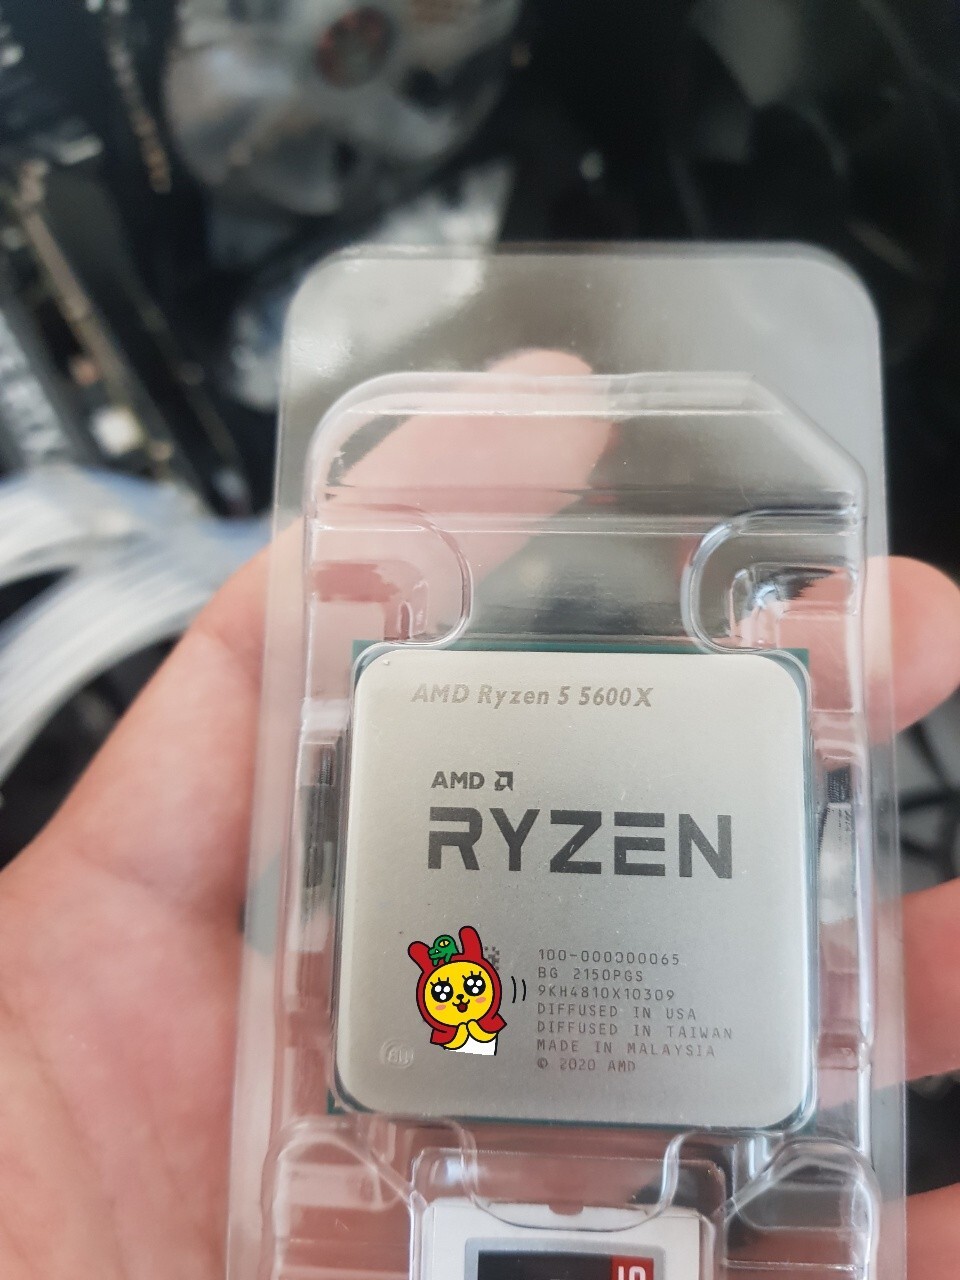 AMD Ryzen 5 5600X
AMD
RYZEN
100-000000065
BG 2150PGS
9KH4810X10309
DIFFUSED IN USA
DIFFUSED IN TAIWAN
MADE IN MALAYSIA
© 2020 AMD